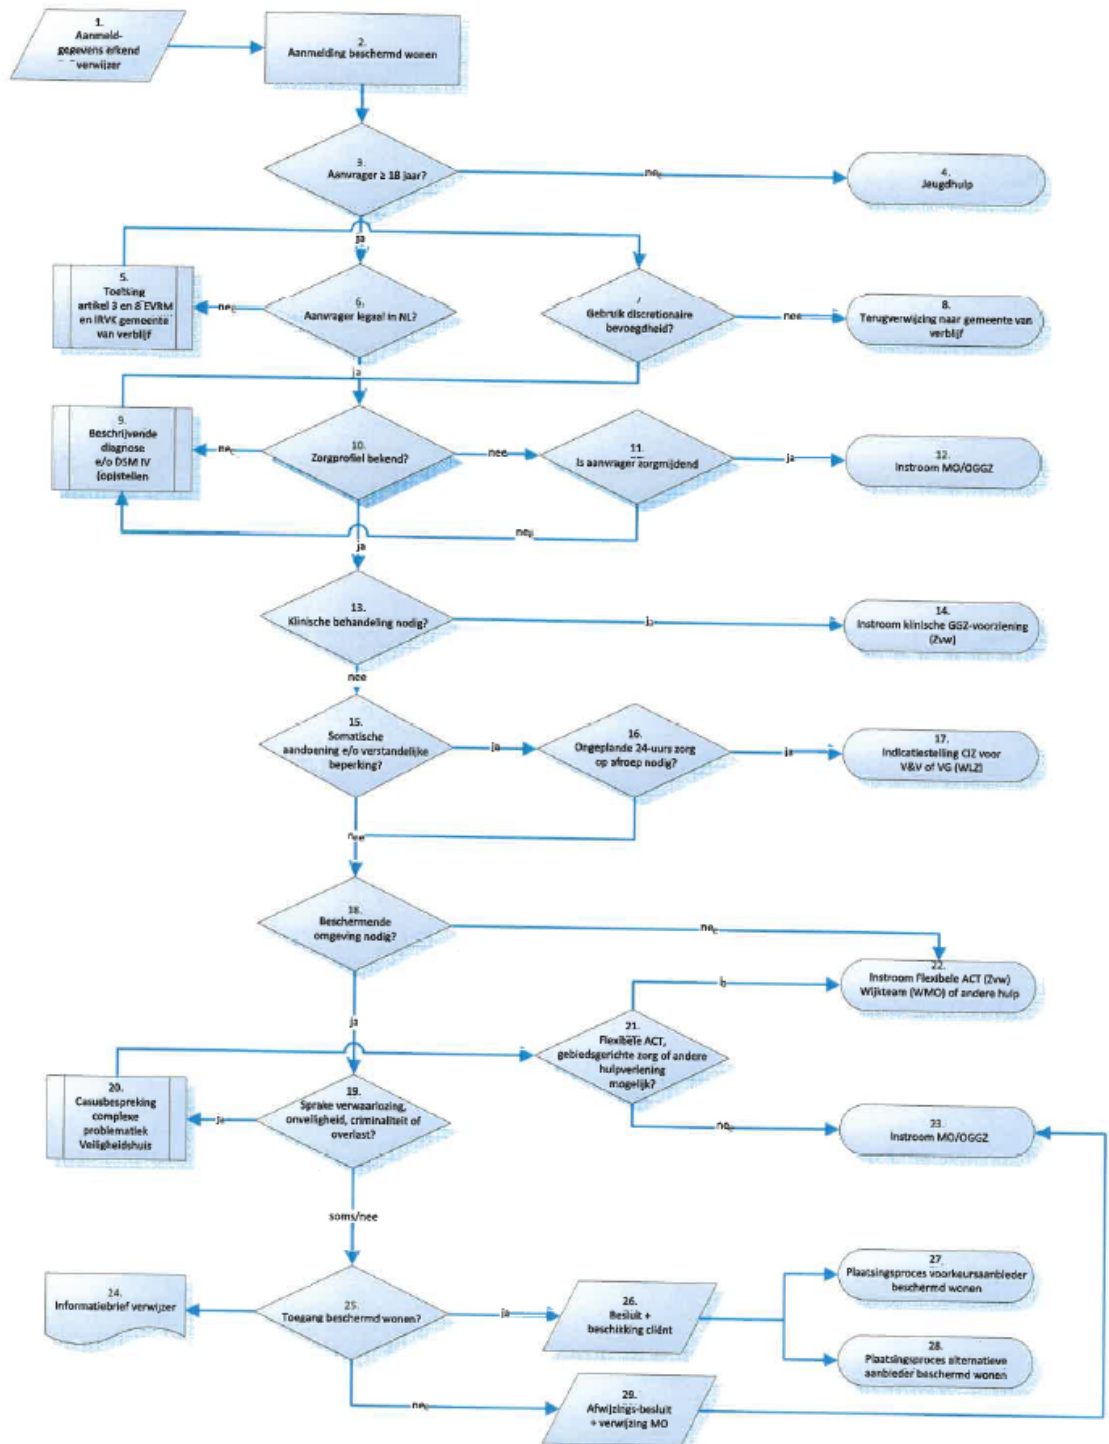 1.
Aanmeld-
gegevens erkend
verwijzer
2.
Aanmelding beschermd wonen
3.
Aanvrager ≥ 18 jaar?
nee
4.
Jeugdhulp
ja
5.
Toetsing
artikel 3 en 8 EVRM
en IRVK gemeente
van verblijf
nee
6.
Aanvrager legaal in NL?
7
Gebruik discretionaire
bevoegdheid?
nee
8.
Terugverwijzing naar gemeente van
verblijf
ja
9.
Beschrijvende
diagnose
e/o DSM IV
(op)stellen
nee
10.
Zorgprofiel bekend?
nee
11.
Is aanvrager zorgmijdend
ja
12.
Instroom MO/OGGZ
nee
ja
13.
Klinische behandeling nodig?
ja
14.
Instroom klinische GGZ-voorziening
(Zvw)
nee
15.
Somatische
aandoening e/o verstandelijke
beperking?
ja
16.
Ongeplande 24-uurs zorg
op afroep nodig?
ja
17.
Indicatiestelling CIZ voor
V&V of VG (WLZ)
nee
18.
Beschermende
omgeving nodig?
nee
22.
Instroom Flexibele ACT (Zvw)
Wijkteam (WMO) of andere hulp
ja
ja
21.
Flexibele ACT,
gebiedsgerichte zorg of andere
hulpverlening
mogelijk?
20.
Casusbespreking
complexe
problematiek
Veiligheidshuis
ja
19.
Sprake verwaarlozing,
onveiligheid, criminaliteit of
overlast?
nee
23.
Instroom MO/OGGZ
soms/nee
24.
Informatiebrief verwijzer
25.
Toegang beschermd wonen?
ja
26.
Besluit +
beschikking cliënt
27.
Plaatsingsproces voorkeursaanbieder
beschermd wonen
28.
Plaatsingsproces alternatieve
aanbieder beschermd wonen
nee
29.
Afwijzings-besluit
+ verwijzing MO